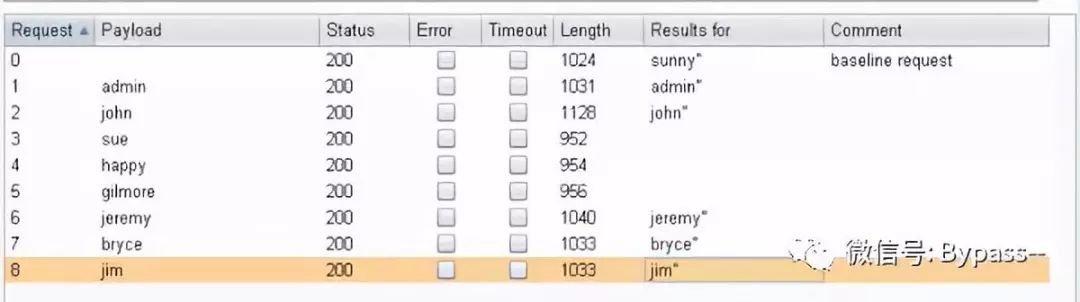 Request Payload Status Error Timeout Length Results for Comment
0 200 1024 sunny" baseline request
1 admin 200 1031 admin"
2 john 200 1128 john"
3 sue 200 952
4 happy 200 954
5 gilmore 200 956
6 jeremy 200 1040 jeremy"
7 bryce 200 1033 bryce"
8 jim 200 1033 jim"
微信号: Bypass--